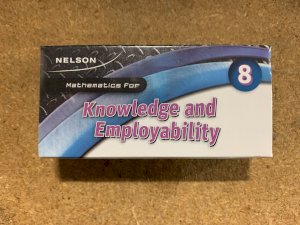 NELSON
8
Mathematics For
Knowledge and
Employability